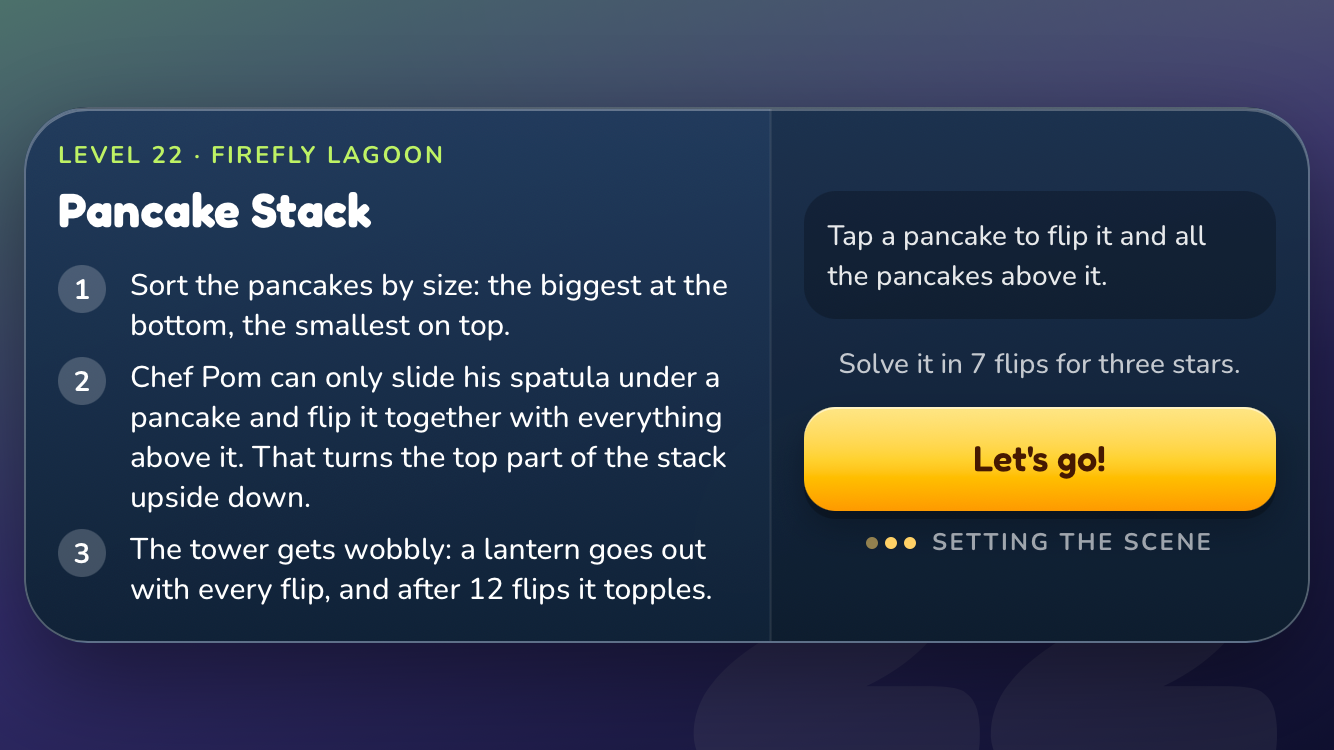 LEVEL 22 · FIREFLY LAGOON
Pancake Stack
1 Sort the pancakes by size: the biggest at the
bottom, the smallest on top.
2 Chef Pom can only slide his spatula under a
pancake and flip it together with everything
above it. That turns the top part of the stack
upside down.
3 The tower gets wobbly: a lantern goes out
with every flip, and after 12 flips it topples.
Tap a pancake to flip it and all
the pancakes above it.
Solve it in 7 flips for three stars.
Let's go!
SETTING THE SCENE